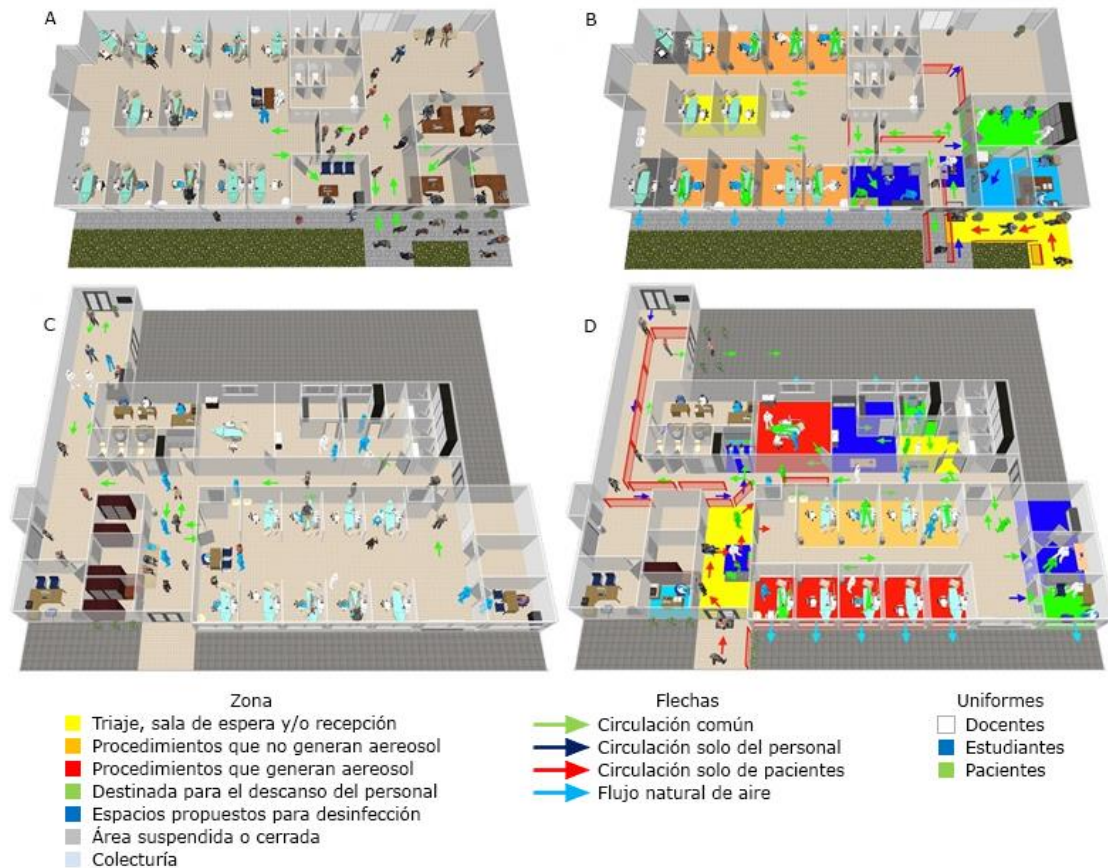 A
B
C
D
Zona
Triaje, sala de espera y/o recepción
Procedimientos que no generan aereosol
Procedimientos que generan aereosol
Destinada para el descanso del personal
Espacios propuestos para desinfección
Área suspendida o cerrada
Colecturía
Flechas
Circulación común
Circulación solo del personal
Circulación solo de pacientes
Flujo natural de aire
Uniformes
Docentes
Estudiantes
Pacientes